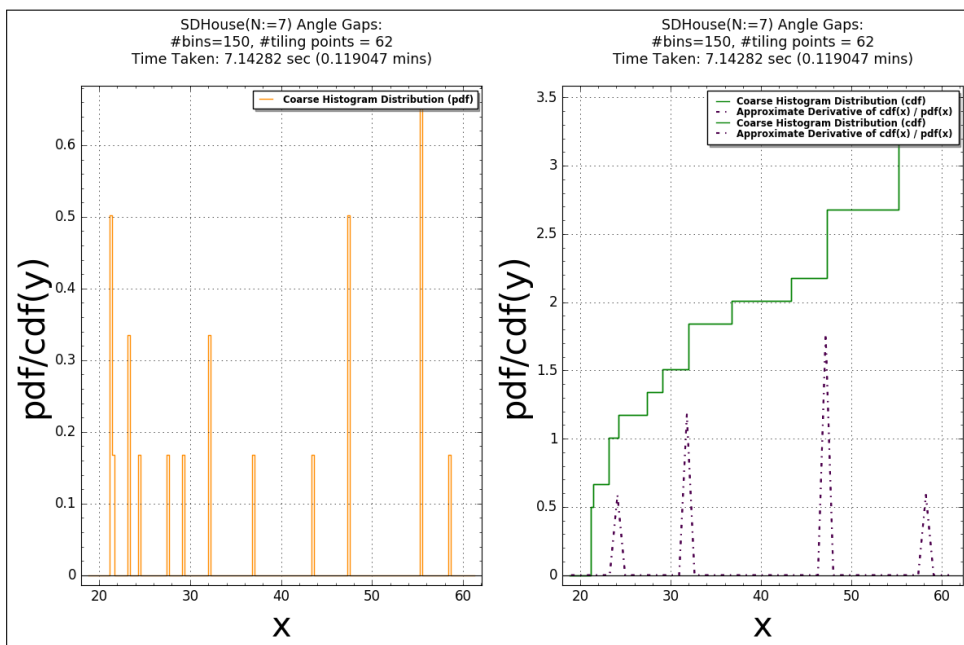 SDHouse(N:=7) Angle Gaps:
#bins=150, #tiling points = 62
Time Taken: 7.14282 sec (0.119047 mins)
Coarse Histogram Distribution (pdf)
pdf/cdf(y)
0.6
0.5
0.4
0.3
0.2
0.1
0
20
30
40
50
60
x
SDHouse(N:=7) Angle Gaps:
#bins=150, #tiling points = 62
Time Taken: 7.14282 sec (0.119047 mins)
Coarse Histogram Distribution (cdf)
Approximate Derivative of cdf(x) / pdf(x)
Coarse Histogram Distribution (cdf)
Approximate Derivative of cdf(x) / pdf(x)
pdf/cdf(y)
3.5
3
2.5
2
1.5
1
0.5
0
20
30
40
50
60
x